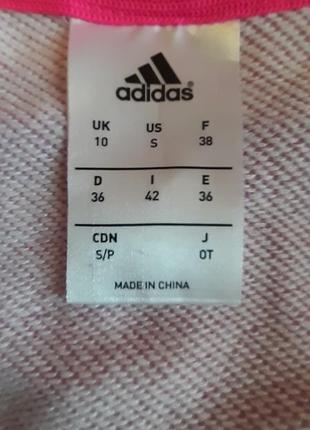 adidas
UK US F
10 S 38
D I E
36 42 36
CDN J
S/P OT
MADE IN CHINA